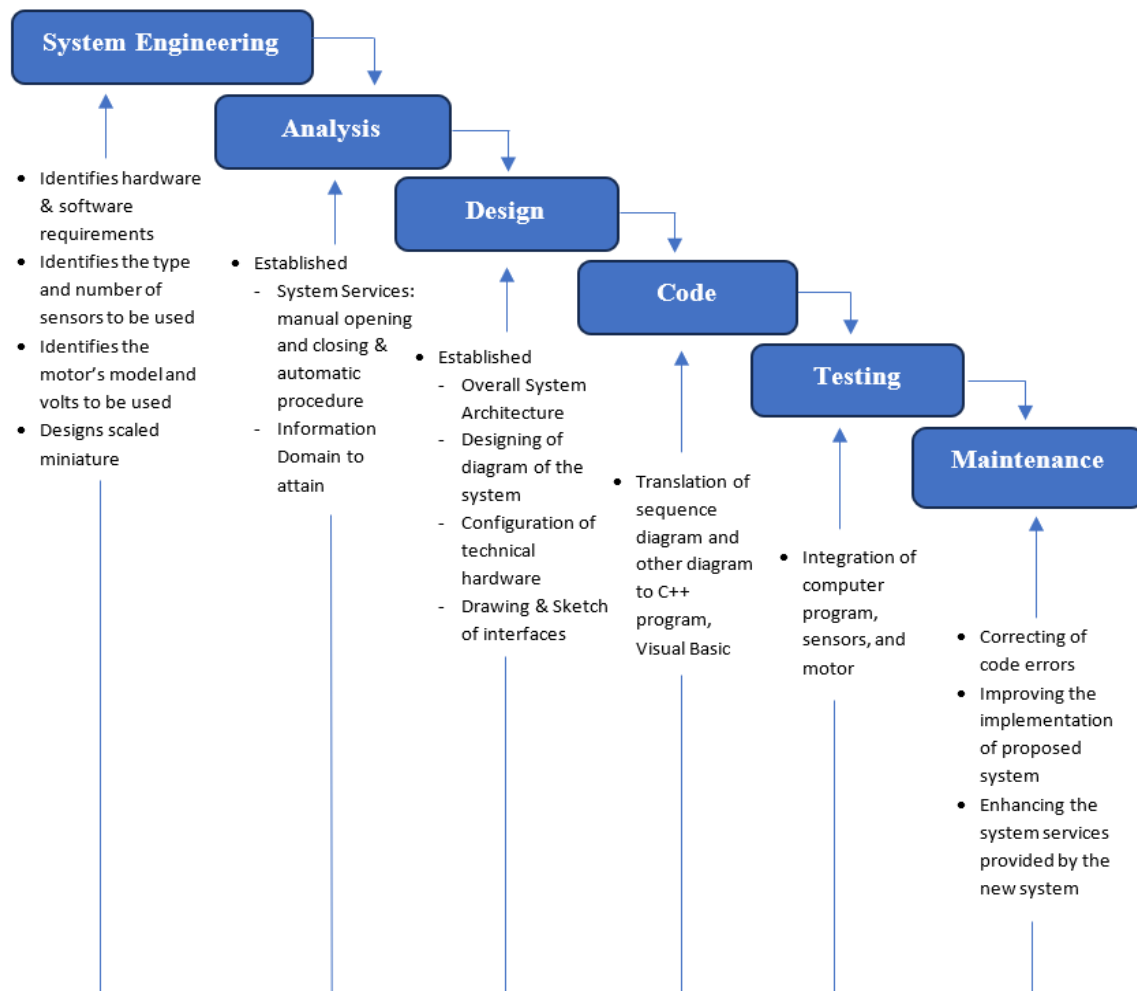 System Engineering
Analysis
Design
Code
Testing
Maintenance
• Identifies hardware
& software
requirements
• Identifies the type
and number of
sensors to be used
• Identifies the
motor's model and
volts to be used
• Designs scaled
miniature
• Established
- System Services:
manual opening
and closing &
automatic
procedure
- Information
Domain to
attain
• Established
- Overall System
Architecture
- Designing of
diagram of the
system
- Configuration of
technical
hardware
- Drawing & Sketch
of interfaces
• Translation of
sequence
diagram and
other diagram
to C++
program,
Visual Basic
• Integration of
computer
program,
sensors, and
motor
• Correcting of
code errors
• Improving the
implementation
of proposed
system
• Enhancing the
system services
provided by the
new system